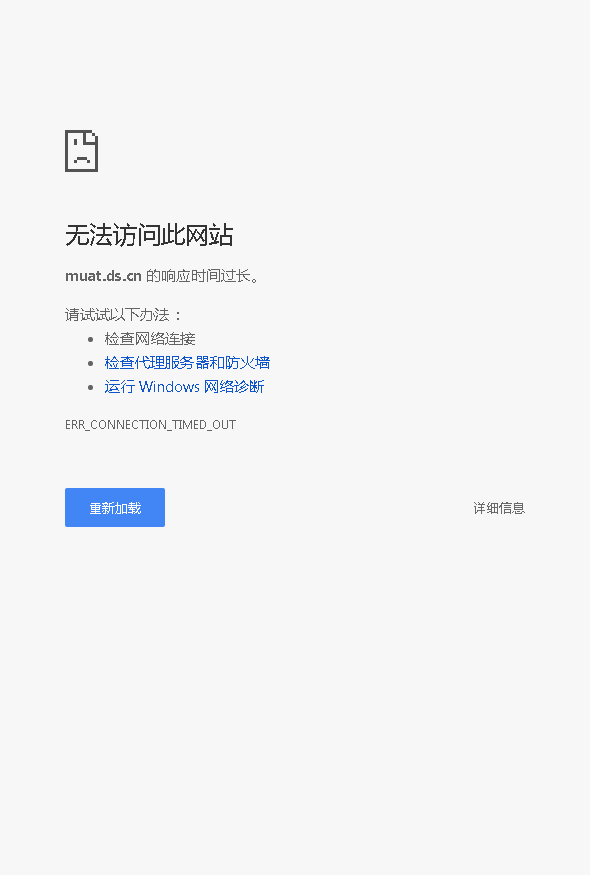 无法访问此网站
muat.ds.cn 的响应时间过长。
请试试以下办法：
检查网络连接
检查代理服务器和防火墙
运行 Windows 网络诊断
ERR_CONNECTION_TIMED_OUT
重新加载
详细信息